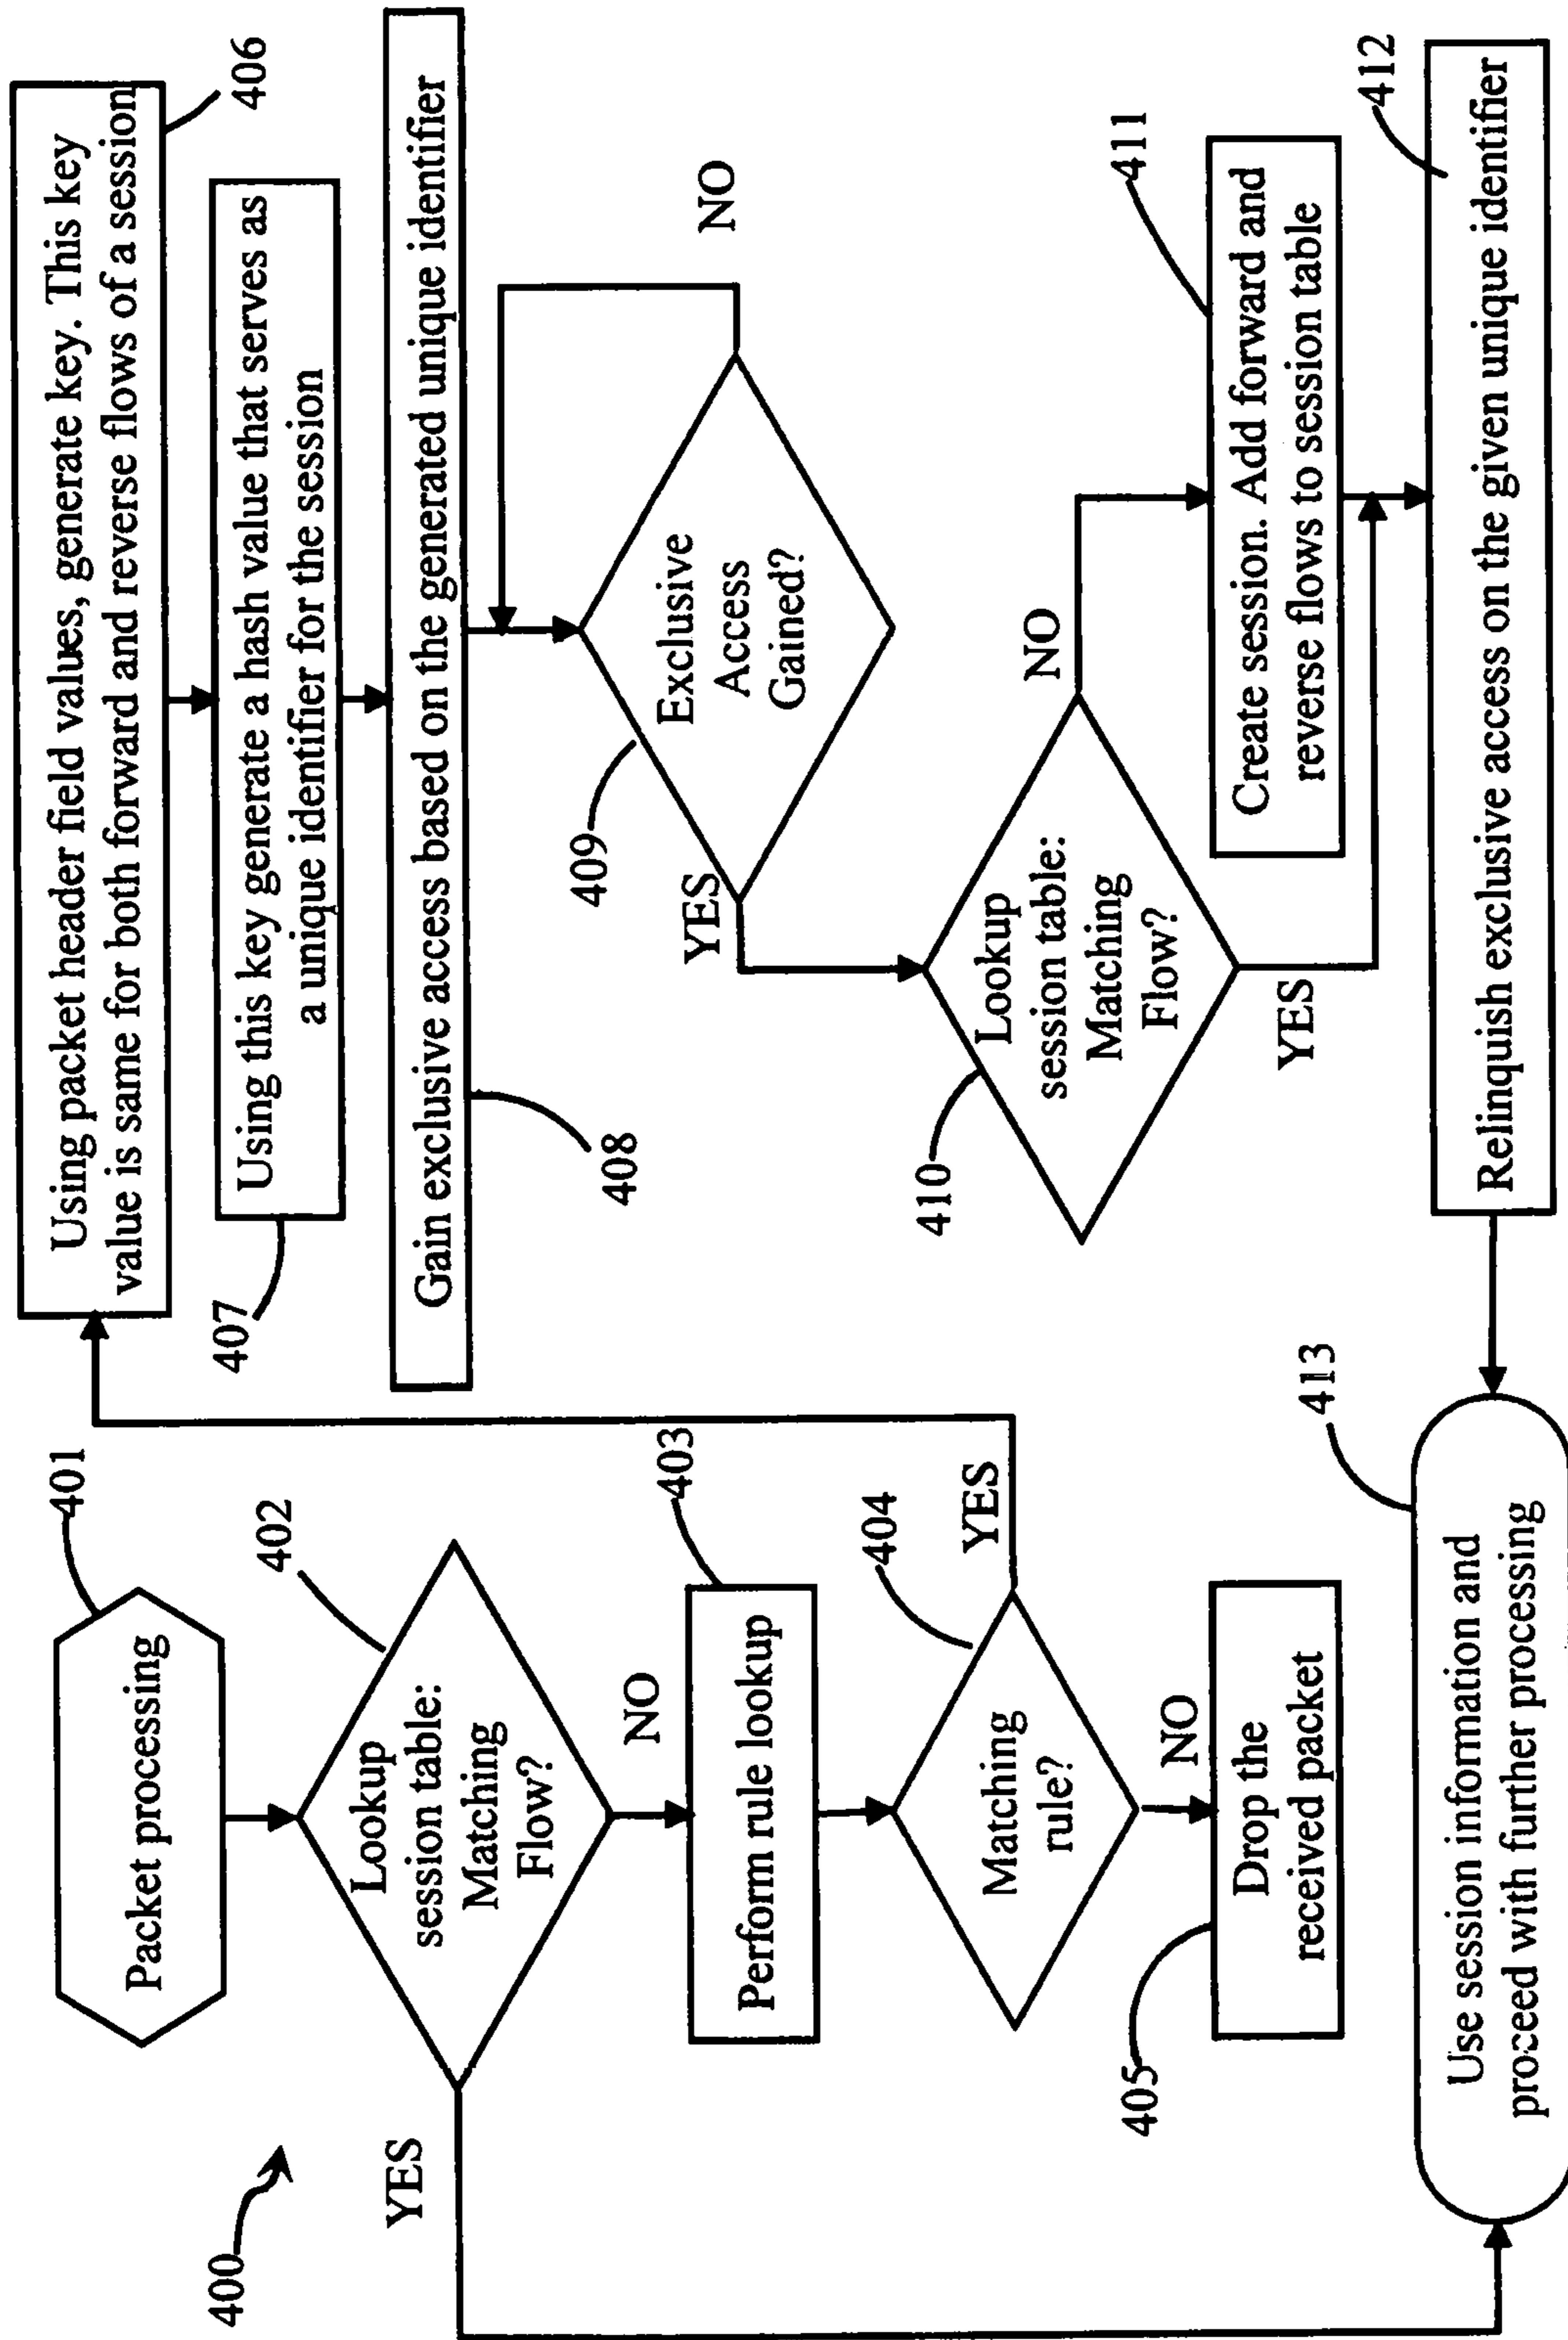 400
401
Packet processing
402
Lookup
session table:
Matching
Flow?
YES
NO
403
Perform rule lookup
404
Matching
rule?
YES
NO
405
Drop the
received packet
406
Using packet header field values, generate key. This key
value is same for both forward and reverse flows of a session
407
Using this key generate a hash value that serves as
a unique identifier for the session
408
Gain exclusive access based on the generated unique identifier
409
Exclusive
Access
Gained?
NO
YES
410
Lookup
session table:
Matching
Flow?
NO
YES
411
Create session. Add forward and
reverse flows to session table
412
Relinquish exclusive access on the given unique identifier
413
Use session information and
proceed with further processing